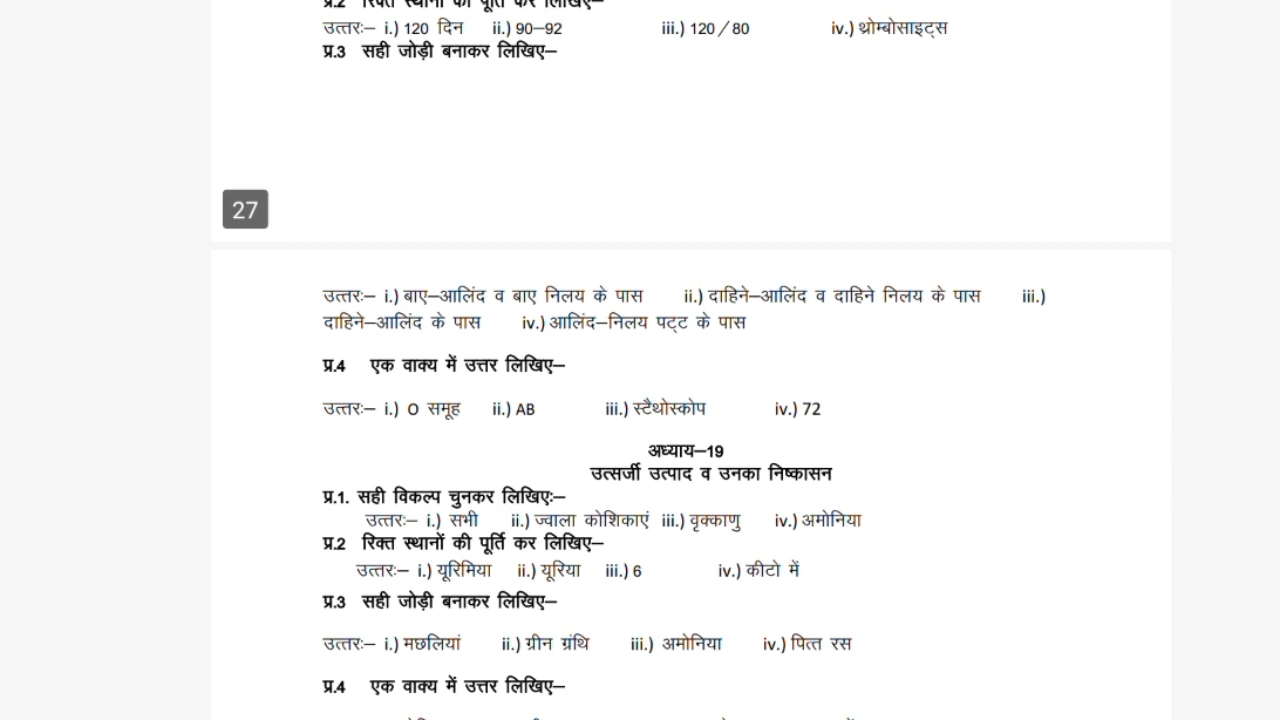 प्र.2 रिक्त स्थानों की पूर्ति कर लिखिए–
उत्तरः– i.) 120 दिन ii.) 90–92 iii.) 120/80 iv.) थ्रोम्बोसाइट्स
प्र.3 सही जोड़ी बनाकर लिखिए–
27
उत्तरः– i.) बाए–आलिंद व बाए निलय के पास ii.) दाहिने–आलिंद व दाहिने निलय के पास iii.)
दाहिने–आलिंद के पास iv.) आलिंद–निलय पट्ट के पास
प्र.4 एक वाक्य में उत्तर लिखिए–
उत्तरः– i.) O समूह ii.) AB iii.) स्टैथोस्कोप iv.) 72
अध्याय–19
उत्सर्जी उत्पाद व उनका निष्कासन
प्र.1. सही विकल्प चुनकर लिखिएः–
उत्तरः– i.) सभी ii.) ज्वाला कोशिकाएं iii.) वृक्काणु iv.) अमोनिया
प्र.2 रिक्त स्थानों की पूर्ति कर लिखिए–
उत्तरः– i.) यूरिमिया ii.) यूरिया iii.) 6 iv.) कीटो में
प्र.3 सही जोड़ी बनाकर लिखिए–
उत्तरः– i.) मछलियां ii.) ग्रीन ग्रंथि iii.) अमोनिया iv.) पित्त रस
प्र.4 एक वाक्य में उत्तर लिखिए–